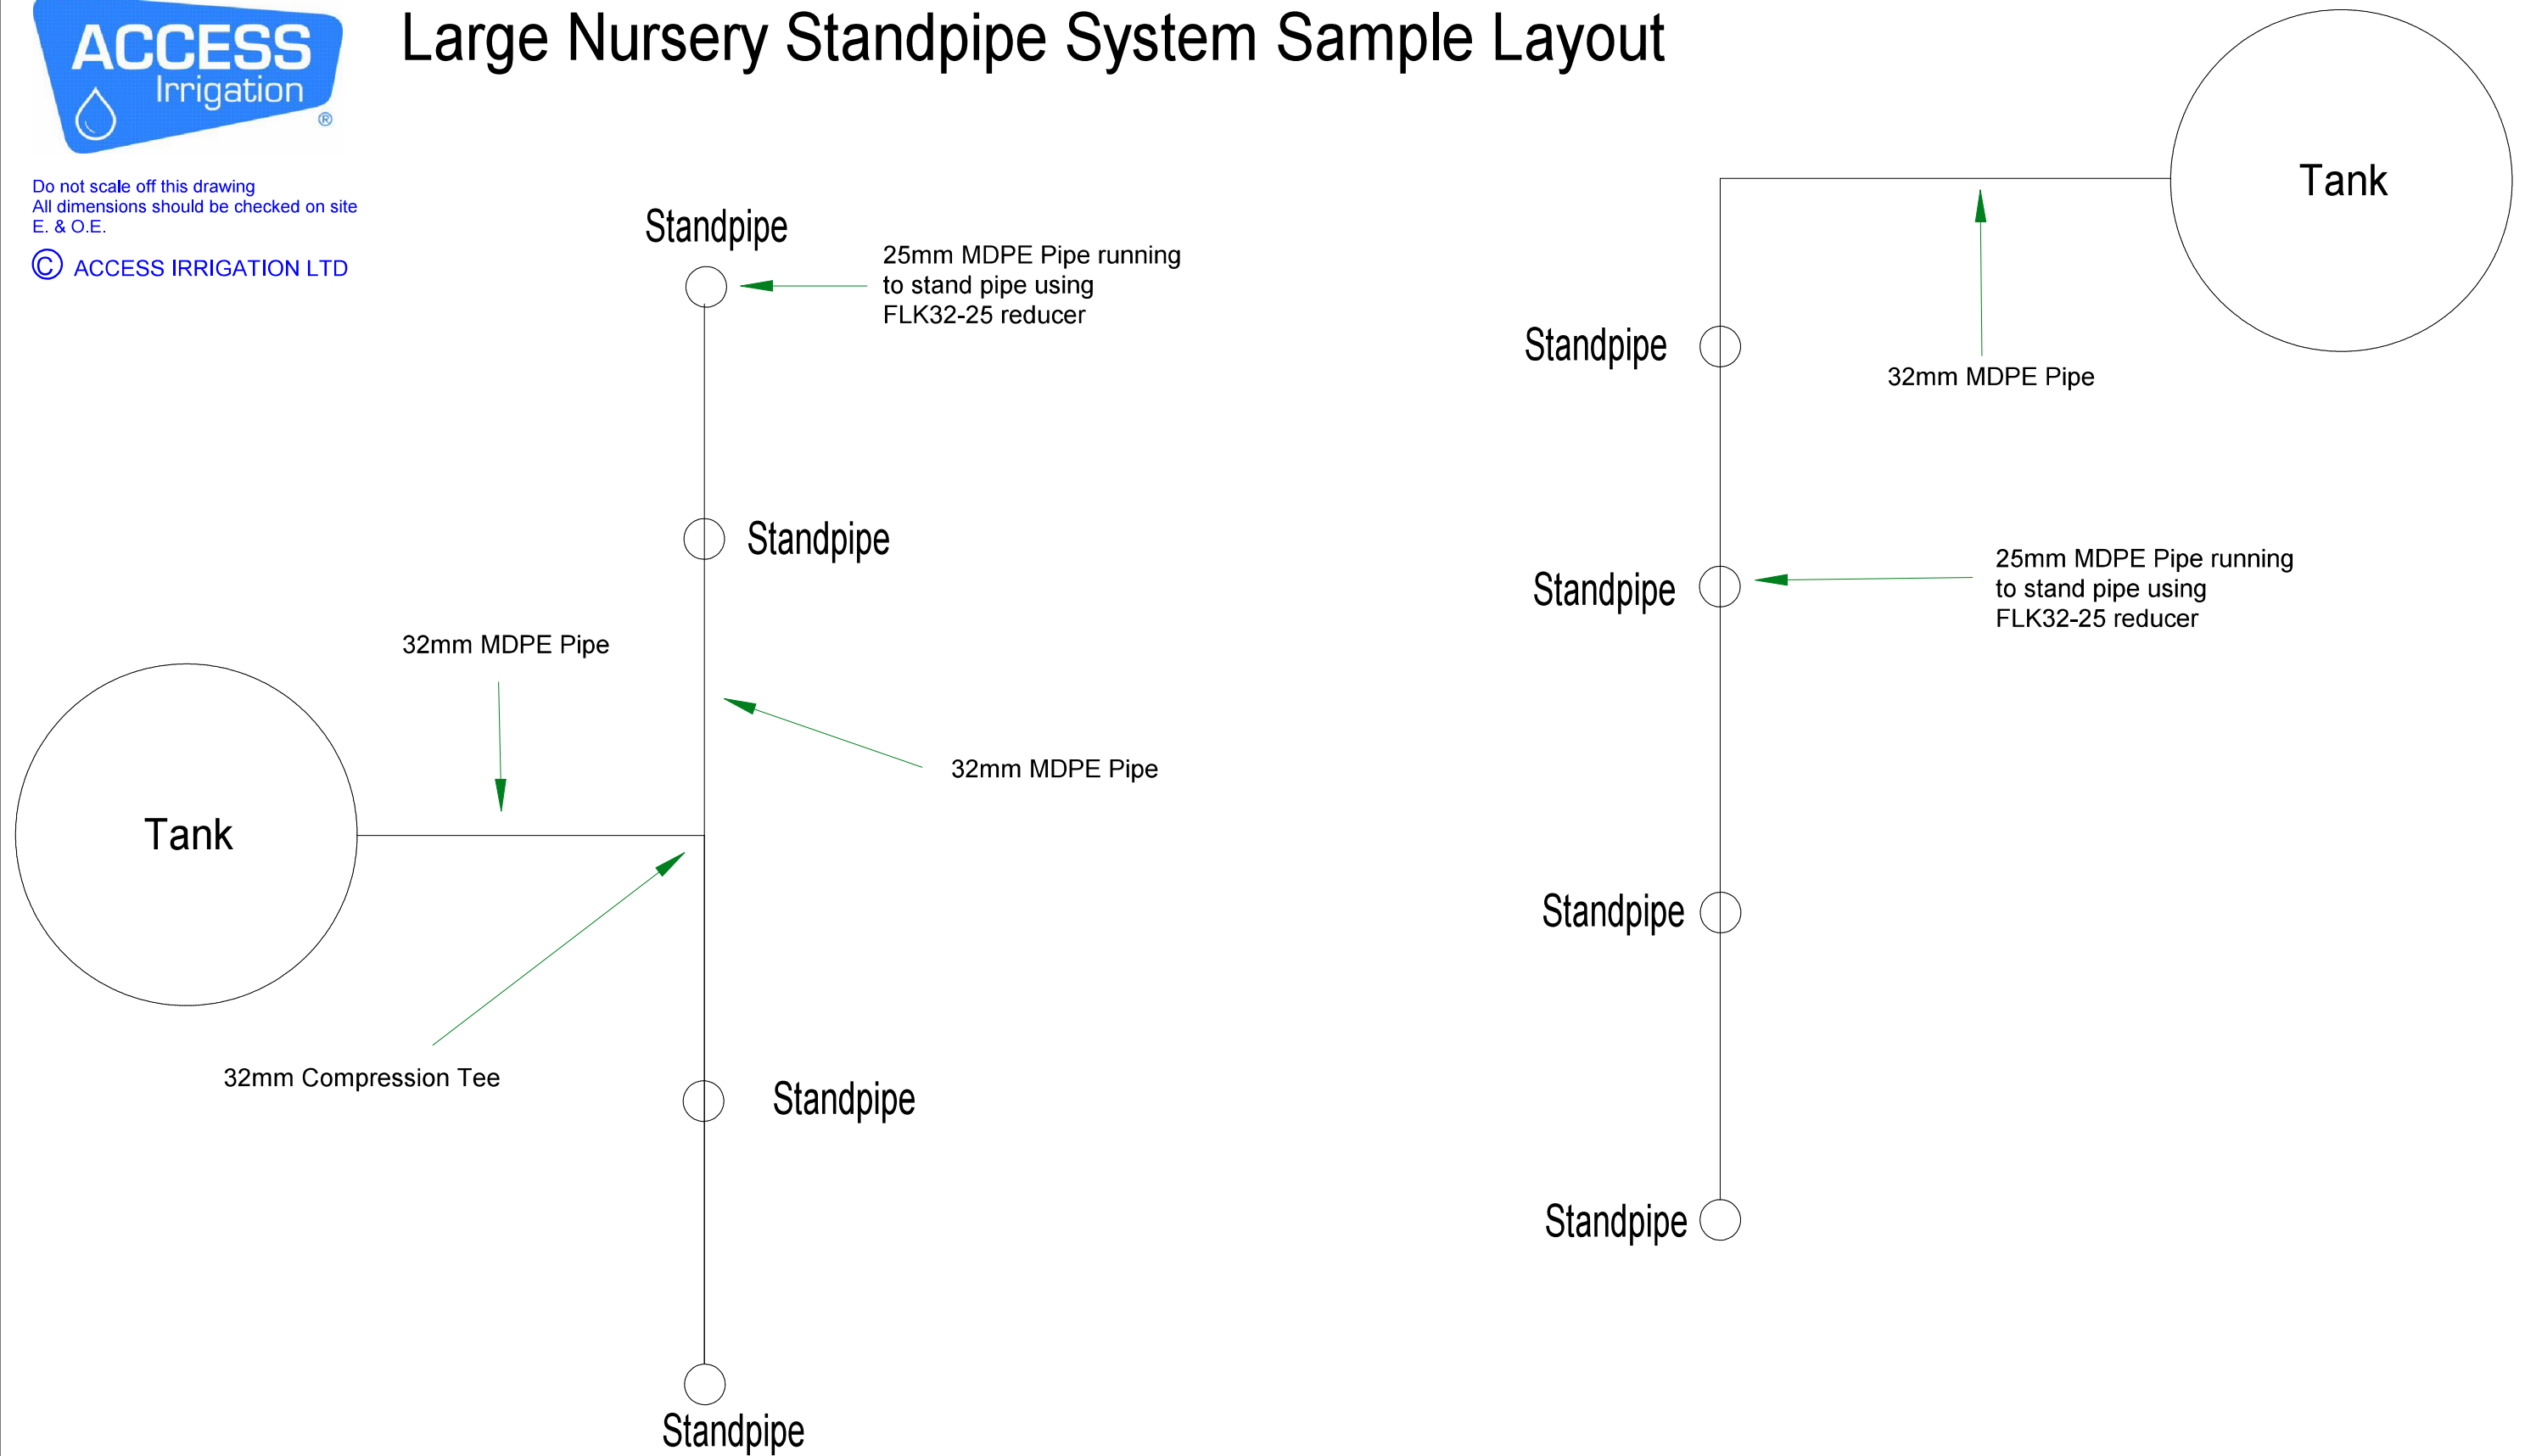 ACCESS
Irrigation
®
Large Nursery Standpipe System Sample Layout
Do not scale off this drawing
All dimensions should be checked on site
E. & O.E.
© ACCESS IRRIGATION LTD
Standpipe
25mm MDPE Pipe running
to stand pipe using
FLK32-25 reducer
Standpipe
32mm MDPE Pipe
32mm MDPE Pipe
Tank
32mm Compression Tee
Standpipe
Standpipe
Tank
32mm MDPE Pipe
Standpipe
Standpipe
25mm MDPE Pipe running
to stand pipe using
FLK32-25 reducer
Standpipe
Standpipe